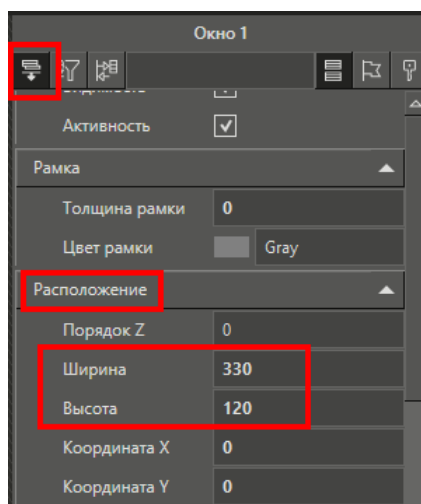 Окно 1
Видимость
Активность
Рамка
Толщина рамки 0
Цвет рамки Gray
Расположение
Порядок Z 0
Ширина 330
Высота 120
Координата X 0
Координата Y 0